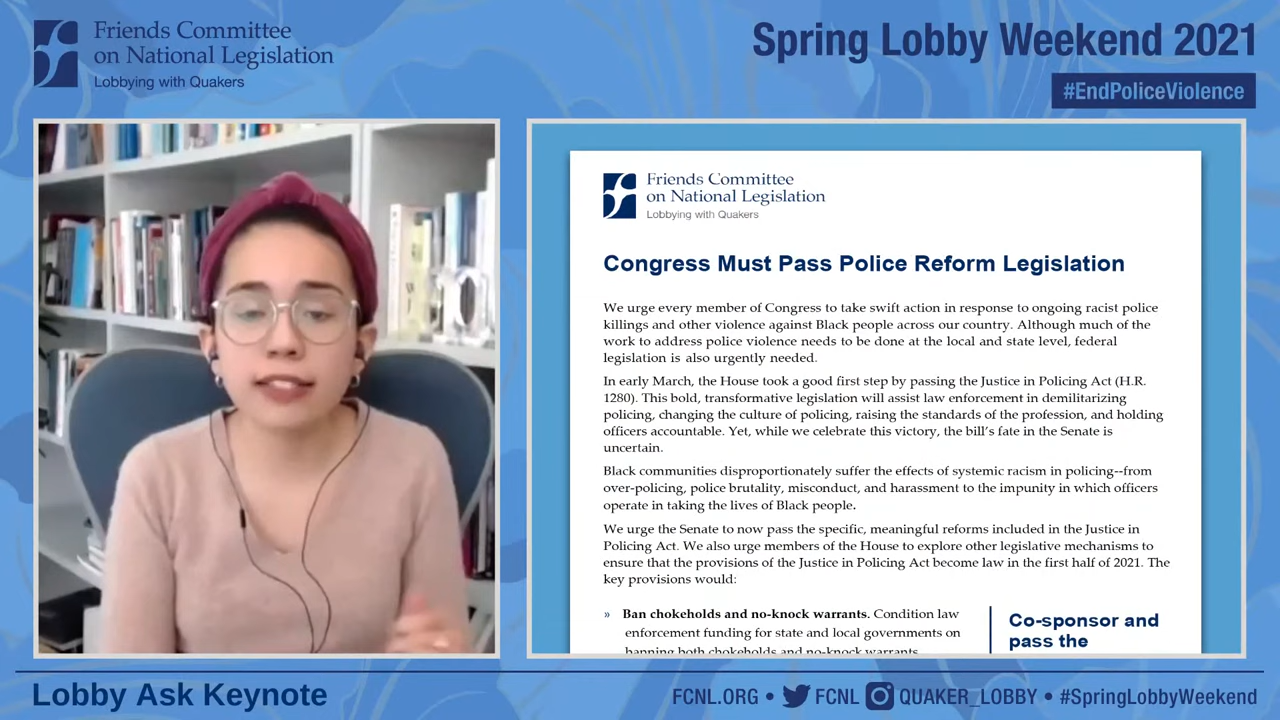 Friends Committee
on National Legislation
Lobbying with Quakers
Spring Lobby Weekend 2021
#EndPoliceViolence
Friends Committee
on National Legislation
Lobbying with Quakers
Congress Must Pass Police Reform Legislation
We urge every member of Congress to take swift action in response to ongoing racist police
killings and other violence against Black people across our country. Although much of the
work to address police violence needs to be done at the local and state level, federal
legislation is also urgently needed.
In early March, the House took a good first step by passing the Justice in Policing Act (H.R.
1280). This bold, transformative legislation will assist law enforcement in demilitarizing
policing, changing the culture of policing, raising the standards of the profession, and holding
officers accountable. Yet, while we celebrate this victory, the bill's fate in the Senate is
uncertain.
Black communities disproportionately suffer the effects of systemic racism in policing--from
over-policing, police brutality, misconduct, and harassment to the impunity in which officers
operate in taking the lives of Black people.
We urge the Senate to now pass the specific, meaningful reforms included in the Justice in
Policing Act. We also urge members of the House to explore other legislative mechanisms to
ensure that the provisions of the Justice in Policing Act become law in the first half of 2021. The
key provisions would:
» Ban chokeholds and no-knock warrants. Condition law
enforcement funding for state and local governments on
banning both chokeholds and no-knock warrants
Co-sponsor and
pass the
Lobby Ask Keynote
FCNL.ORG • FCNL QUAKER_LOBBY • #SpringLobbyWeekend